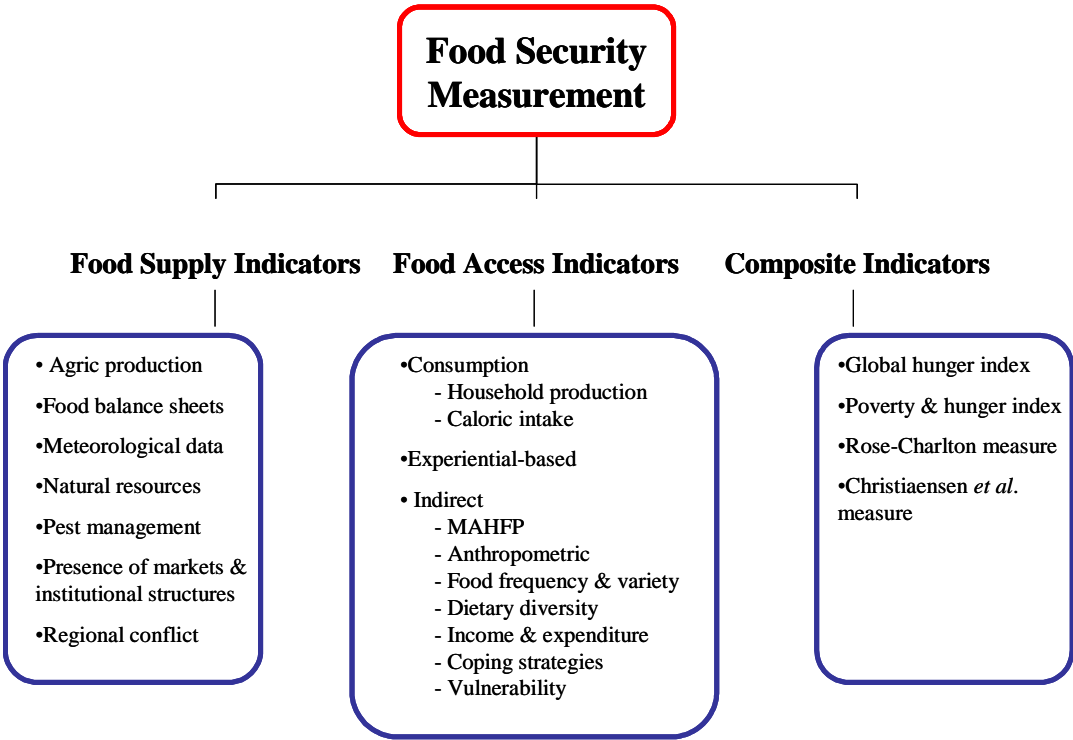 Food Security
Measurement
Food Supply Indicators
Food Access Indicators
Composite Indicators
• Agric production
•Food balance sheets
•Meteorological data
•Natural resources
•Pest management
•Presence of markets &
institutional structures
•Regional conflict
•Consumption
- Household production
- Caloric intake
•Experiential-based
• Indirect
- MAHFP
- Anthropometric
- Food frequency & variety
- Dietary diversity
- Income & expenditure
- Coping strategies
- Vulnerability
•Global hunger index
•Poverty & hunger index
•Rose-Charlton measure
•Christiaensen et al.
measure